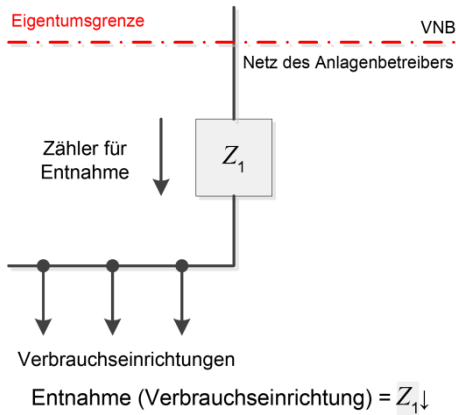 Eigentumsgrenze
VNB
Netz des Anlagenbetreibers
Zähler für
Entnahme
Z₁
Verbrauchseinrichtungen
Entnahme (Verbrauchseinrichtung) = Z₁↓